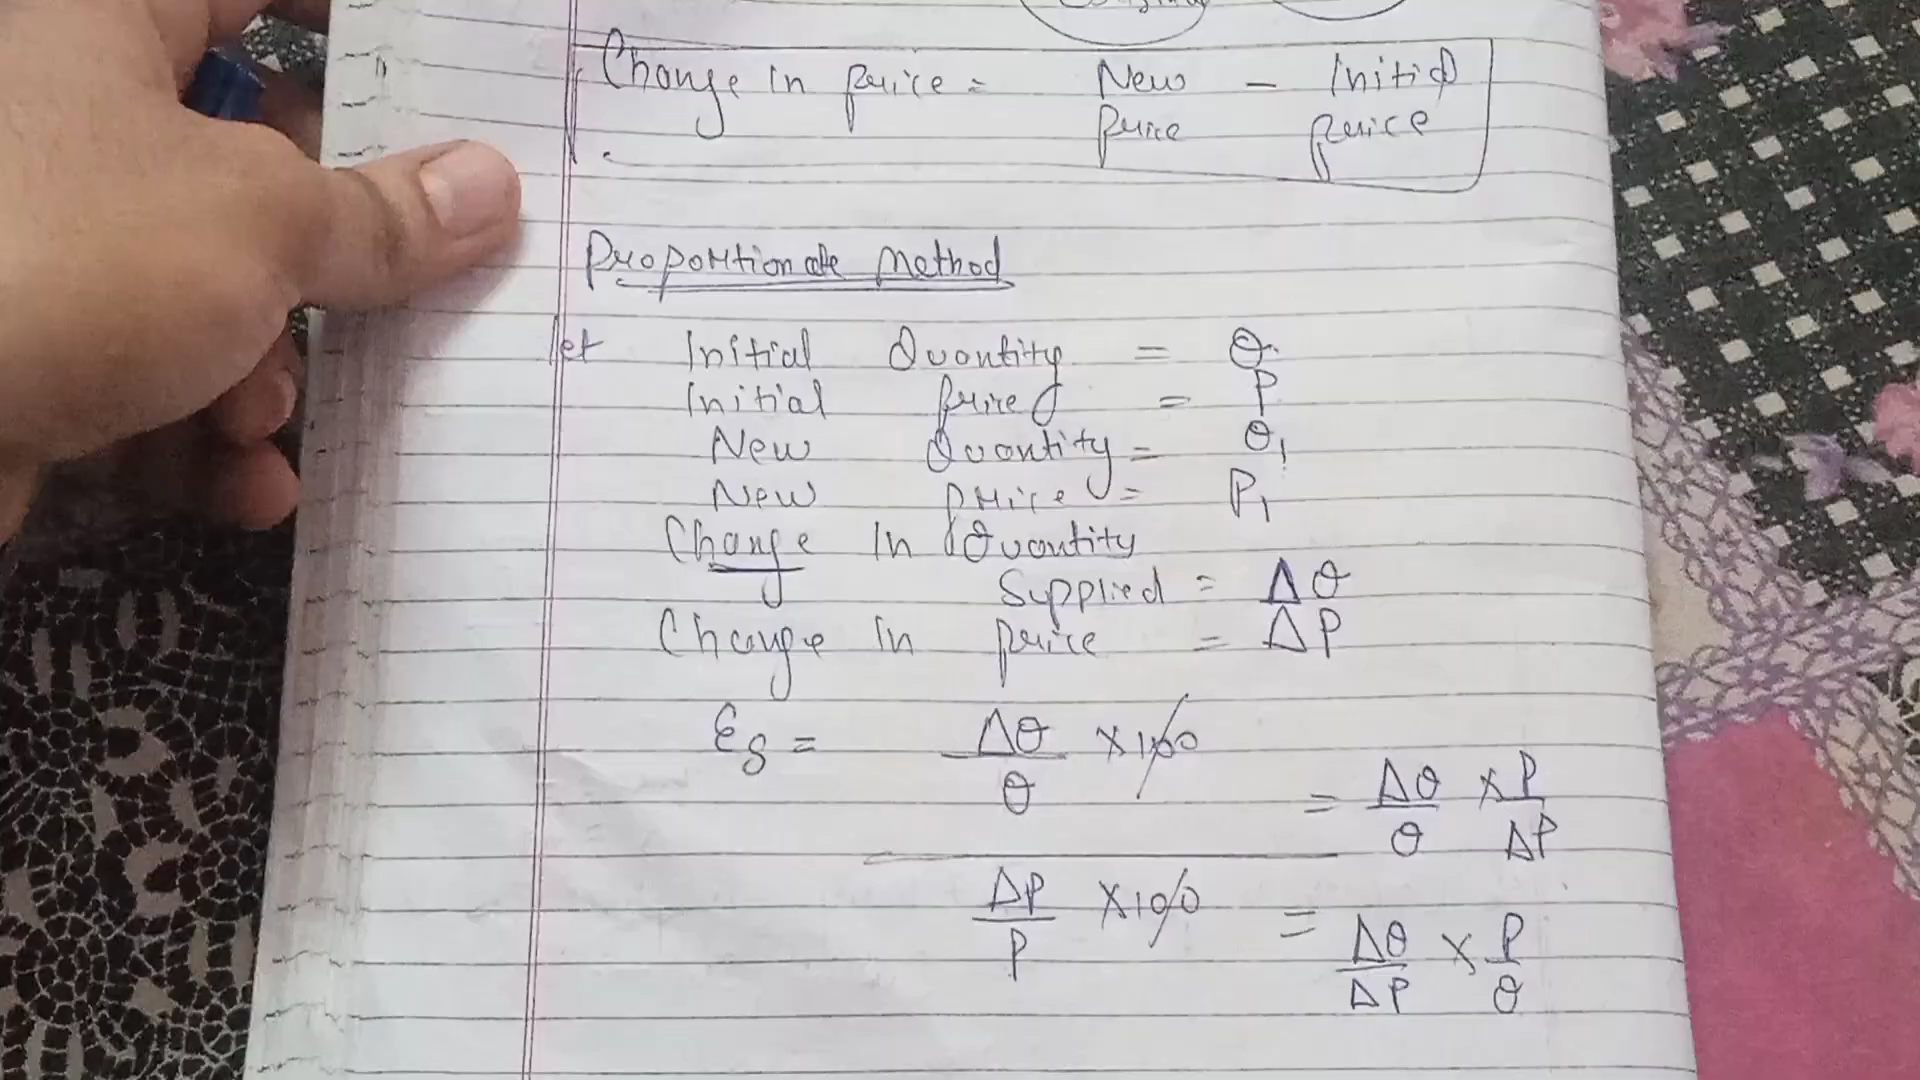 Change in price = New - Initial
price price
Proportionate Method
let Initial Quantity = Q
Initial price = P
New Quantity = Q1
New price = P1
Change in Quantity
Supplied = ΔQ
Change in price = ΔP
Es = ΔQ/Q × 100 / ΔP/P × 100
= ΔQ/Q × P/ΔP
= ΔQ/ΔP × P/Q